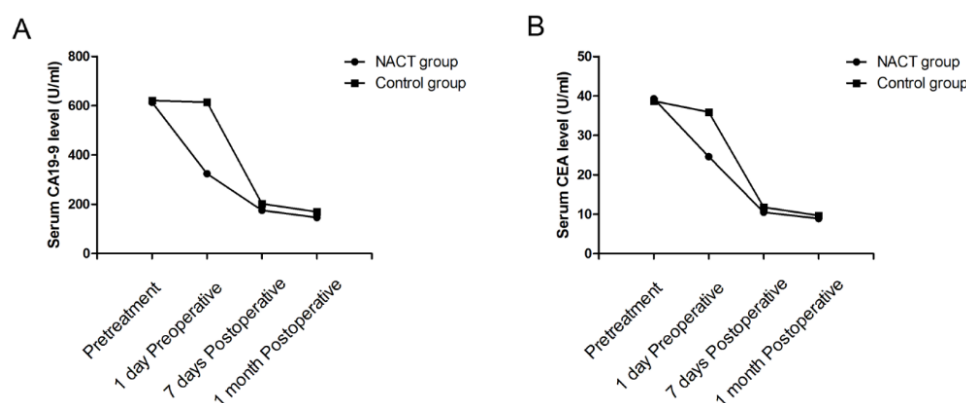 A
NACT group
Control group
Serum CA19-9 level (U/ml)
800
600
400
200
0
Pretreatment
1 day Preoperative
7 days Postoperative
1 month Postoperative
B
NACT group
Control group
Serum CEA level (U/ml)
50
40
30
20
10
0
Pretreatment
1 day Preoperative
7 days Postoperative
1 month Postoperative